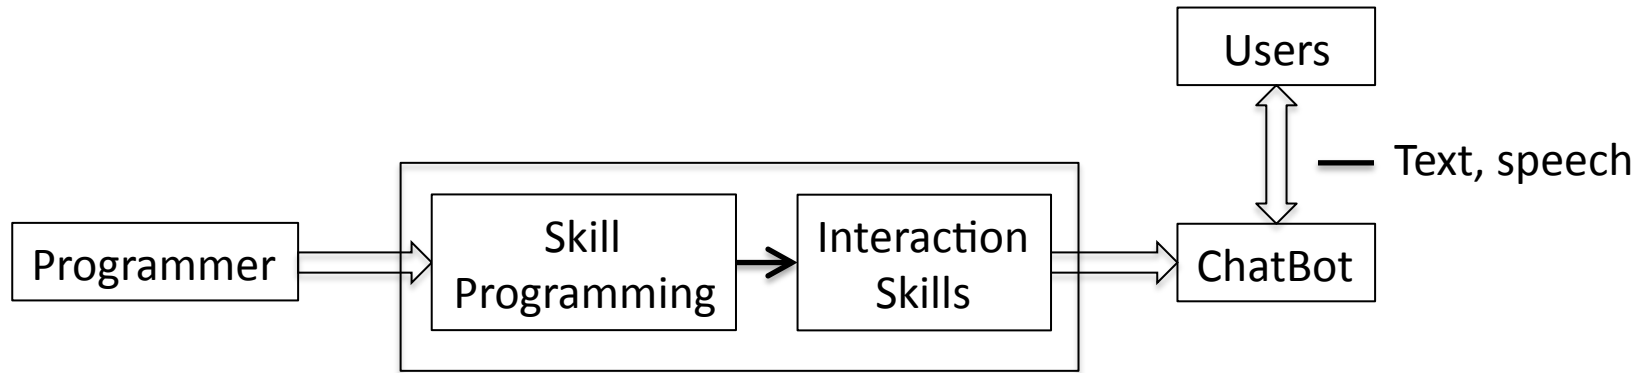 Users
Text, speech
Programmer
Skill
Programming
Interaction
Skills
ChatBot